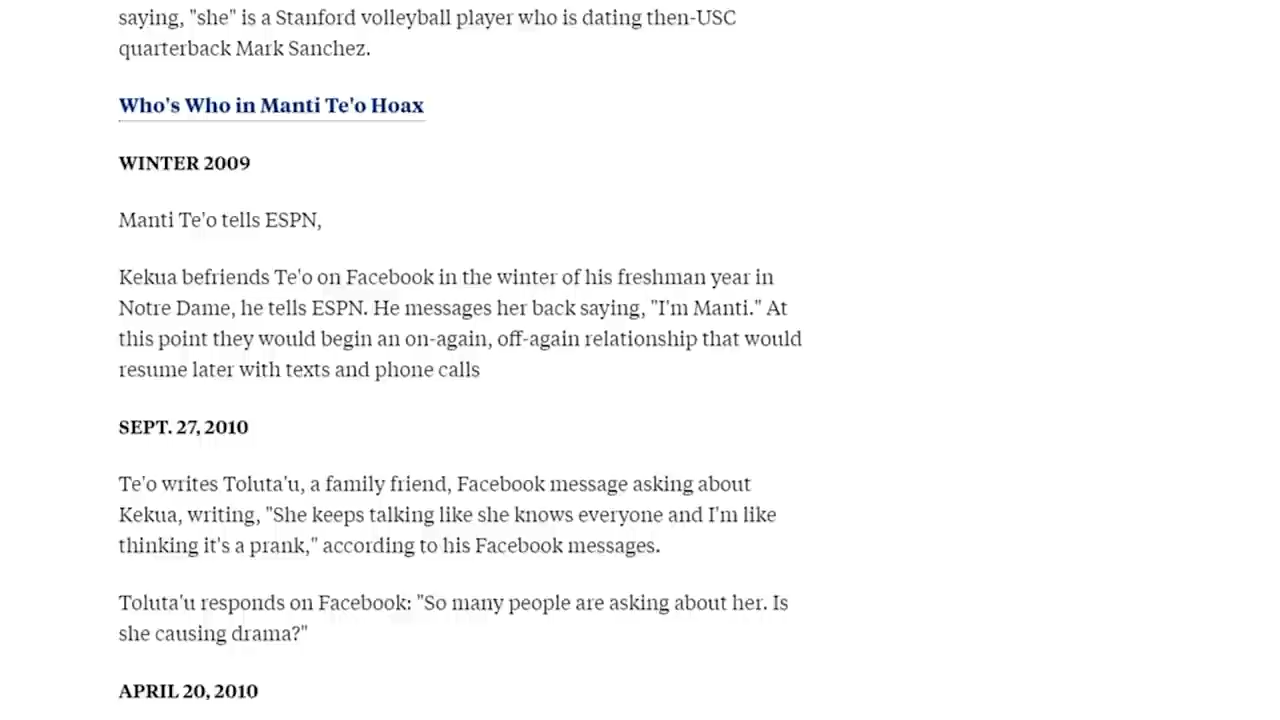 saying, "she" is a Stanford volleyball player who is dating then-USC
quarterback Mark Sanchez.
Who's Who in Manti Te'o Hoax
WINTER 2009
Manti Te'o tells ESPN,
Kekua befriends Te'o on Facebook in the winter of his freshman year in
Notre Dame, he tells ESPN. He messages her back saying, "I'm Manti." At
this point they would begin an on-again, off-again relationship that would
resume later with texts and phone calls
SEPT. 27, 2010
Te'o writes Toluta'u, a family friend, Facebook message asking about
Kekua, writing, "She keeps talking like she knows everyone and I'm like
thinking it's a prank," according to his Facebook messages.
Toluta'u responds on Facebook: "So many people are asking about her. Is
she causing drama?"
APRIL 20, 2010